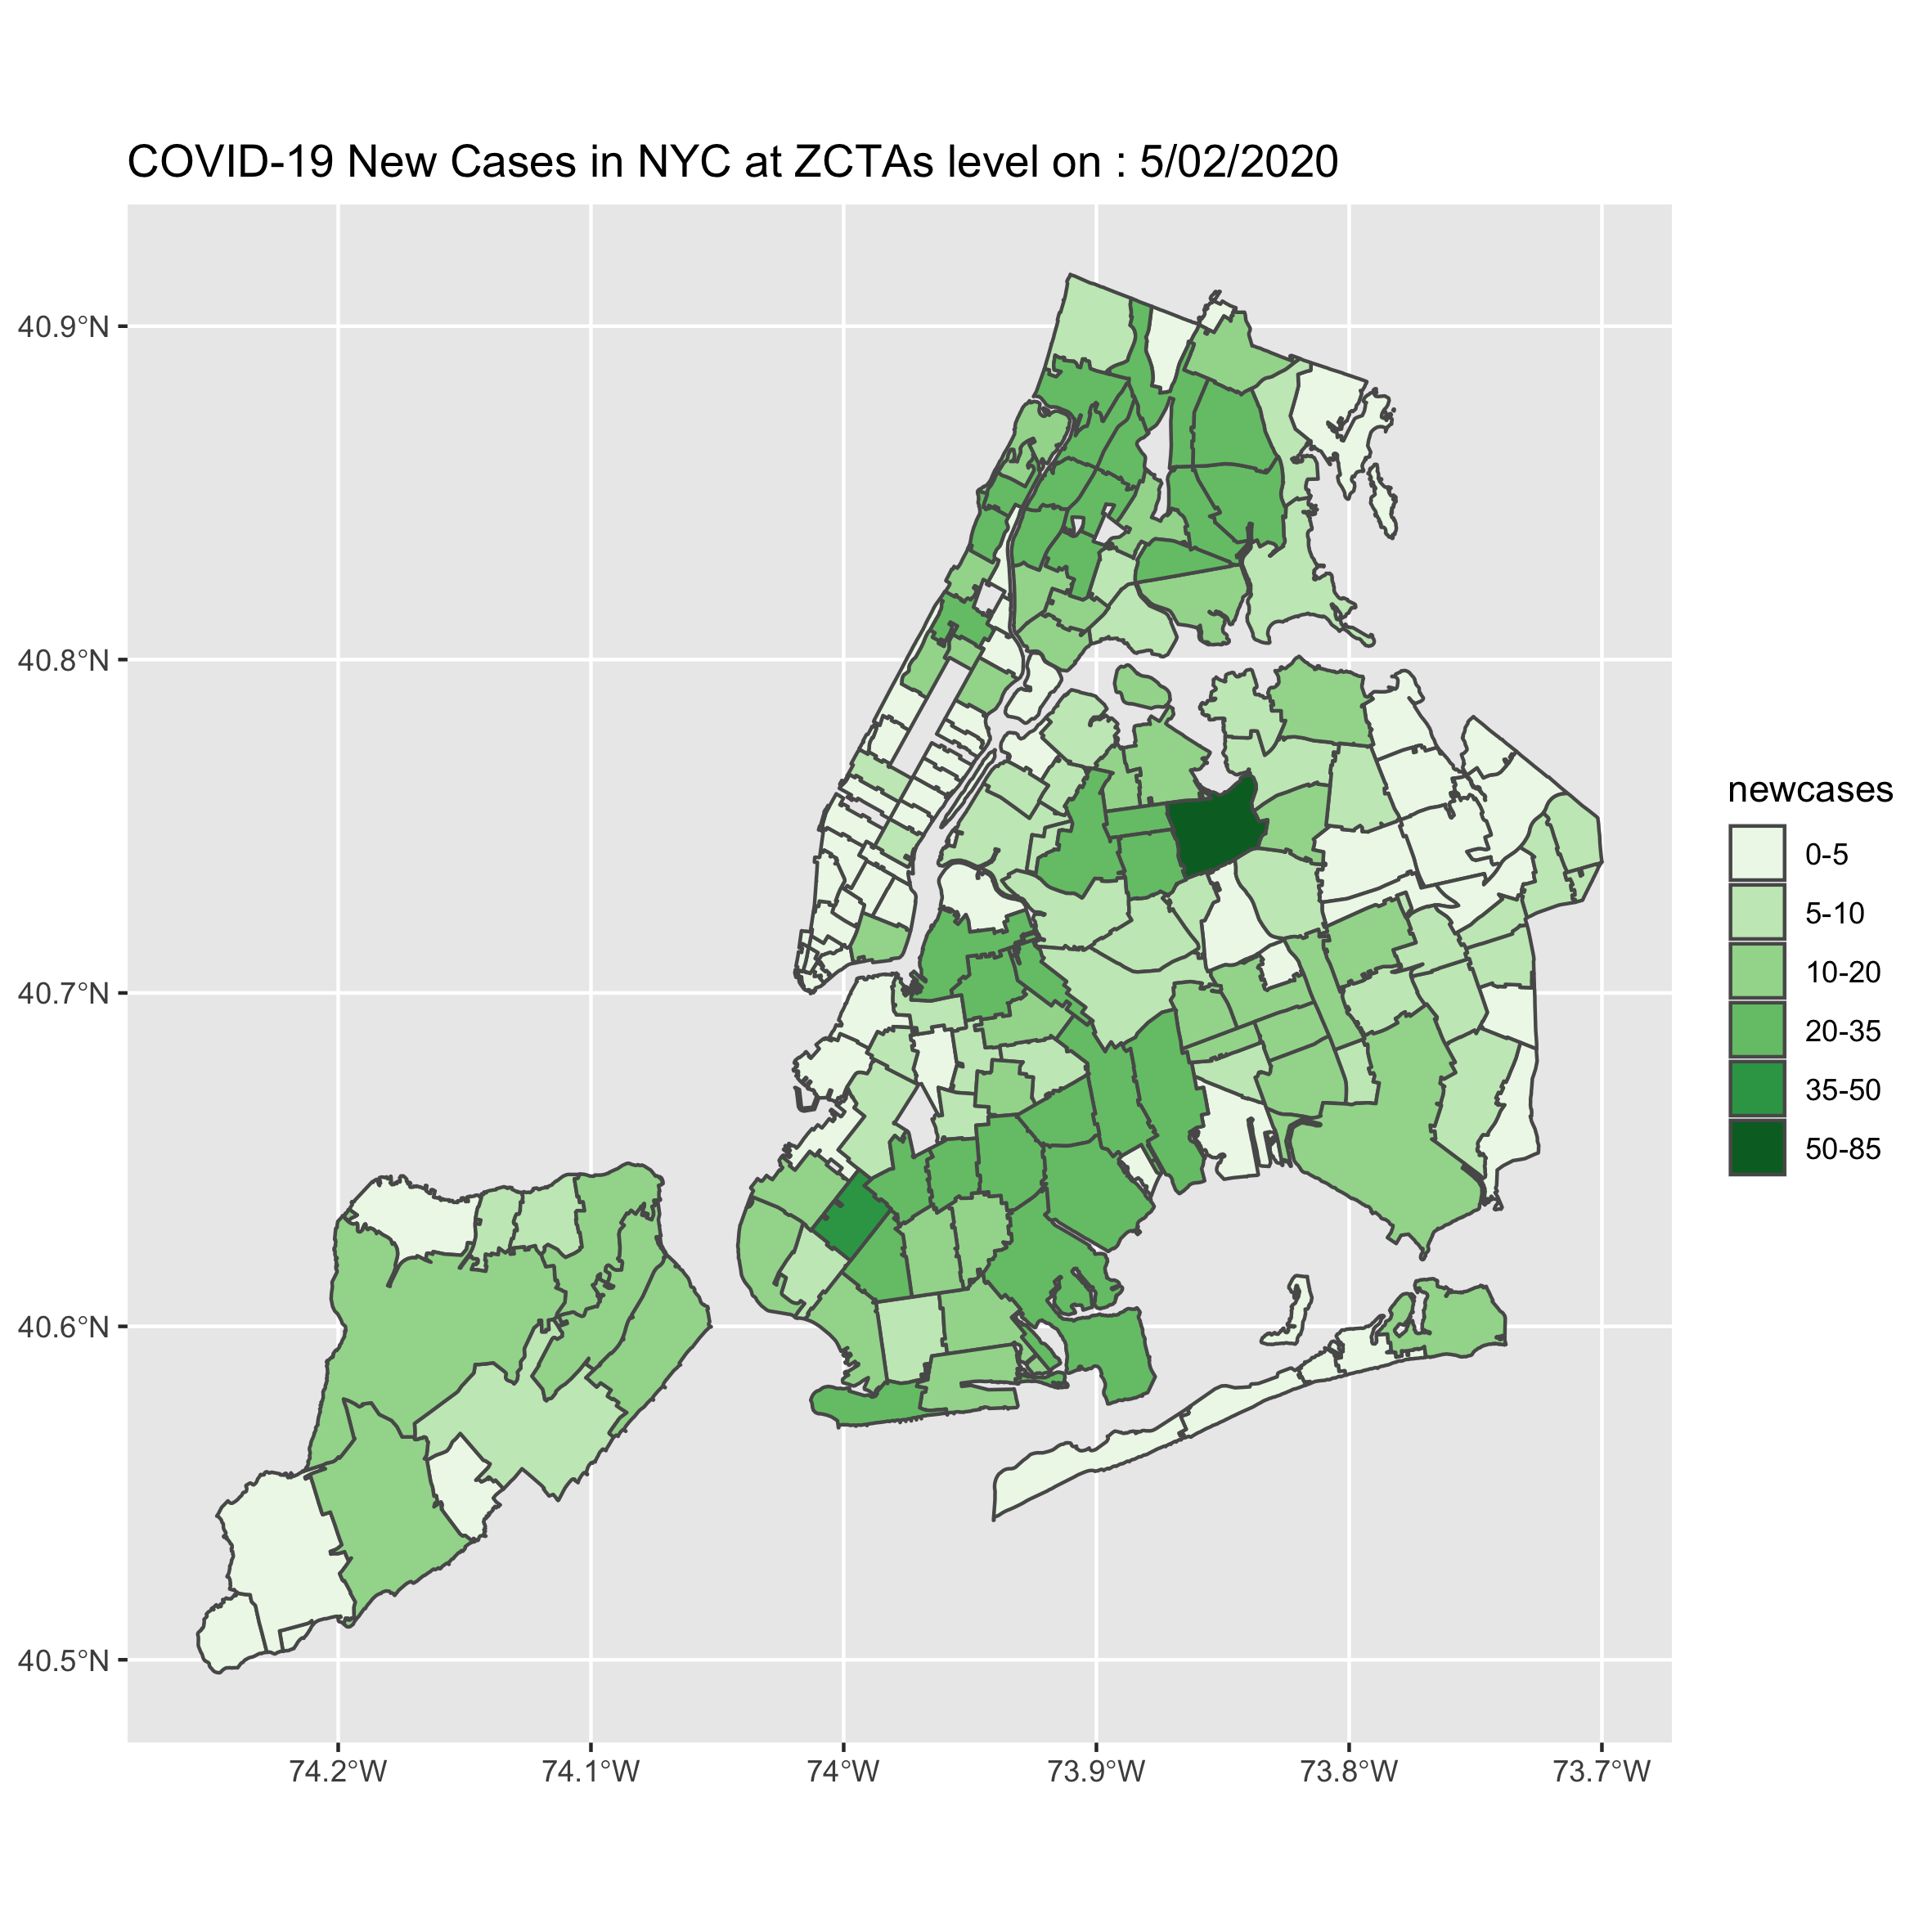 COVID-19 New Cases in NYC at ZCTAs level on : 5/02/2020
40.9°N
40.8°N
40.7°N
40.6°N
40.5°N
74.2°W
74.1°W
74°W
73.9°W
73.8°W
73.7°W
newcases
0-5
5-10
10-20
20-35
35-50
50-85